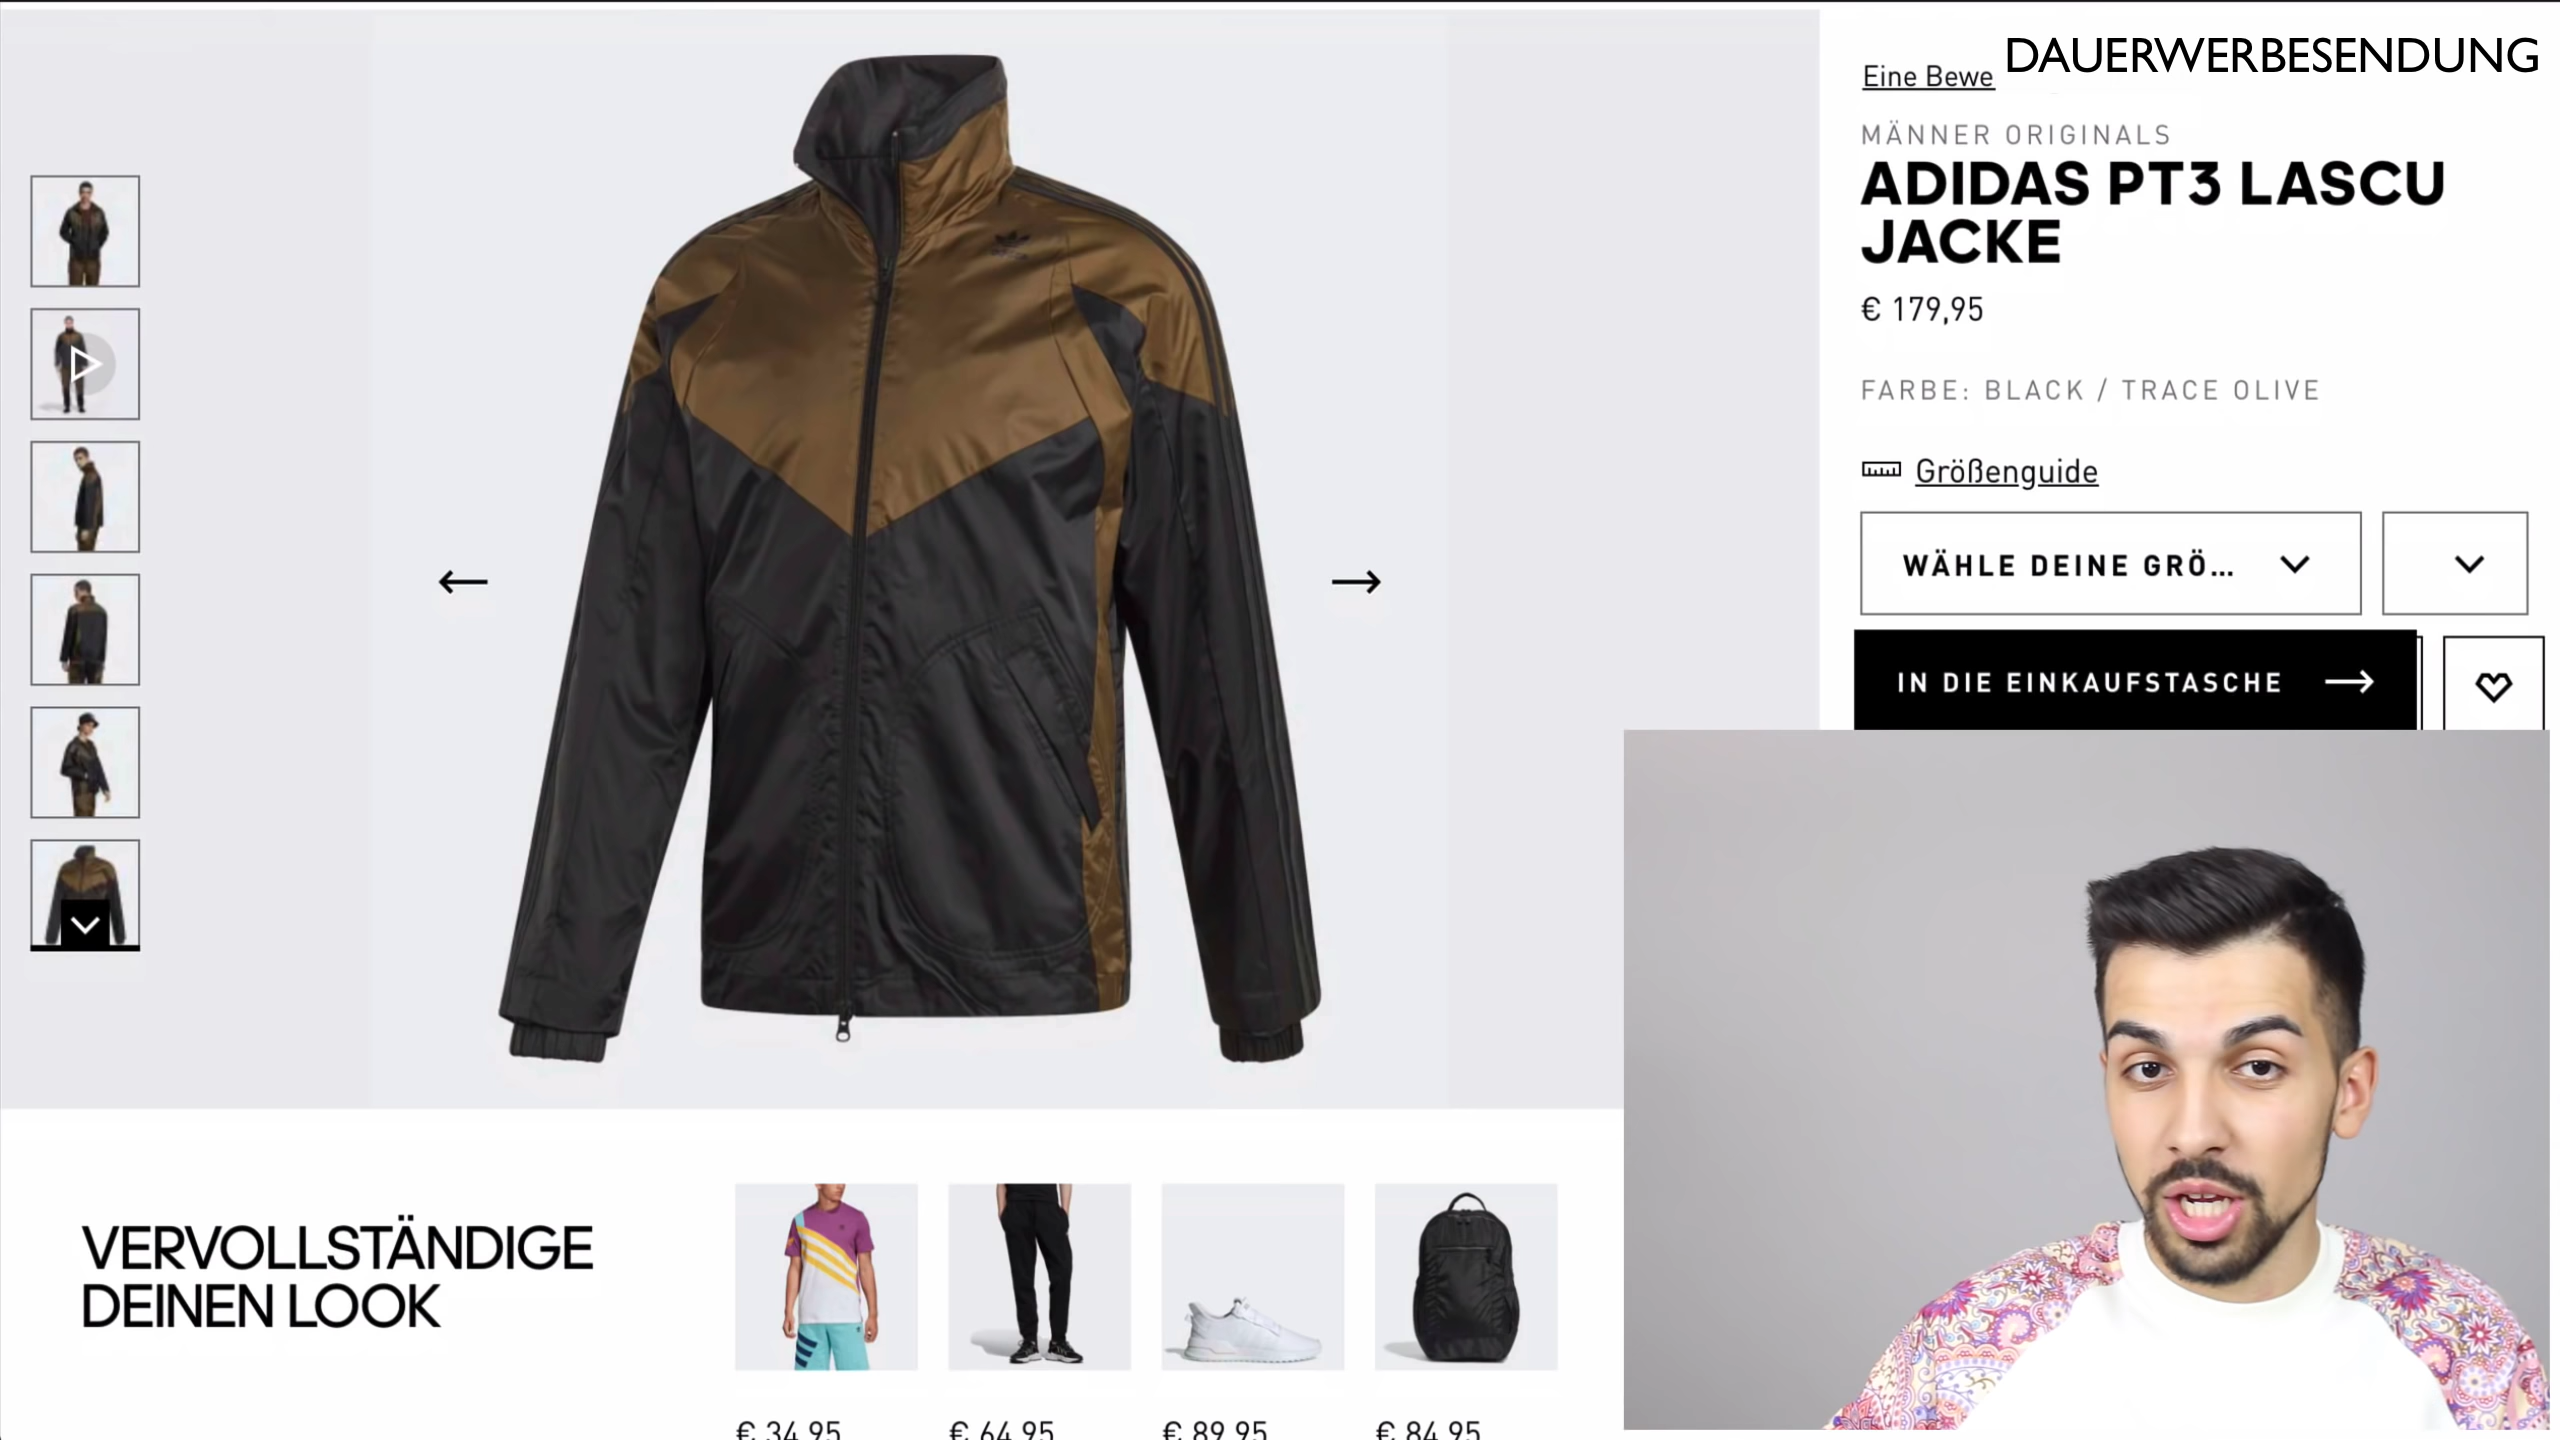 DAUERWERBESENDUNG
Eine Bewe
MÄNNER ORIGINALS
ADIDAS PT3 LASCU
JACKE
€ 179,95
FARBE: BLACK / TRACE OLIVE
Größenguide
WÄHLE DEINE GRÖ...
IN DIE EINKAUFSTASCHE
VERVOLLSTÄNDIGE
DEINEN LOOK
€ 34,95
€ 64,95
€ 89,95
€ 84,95